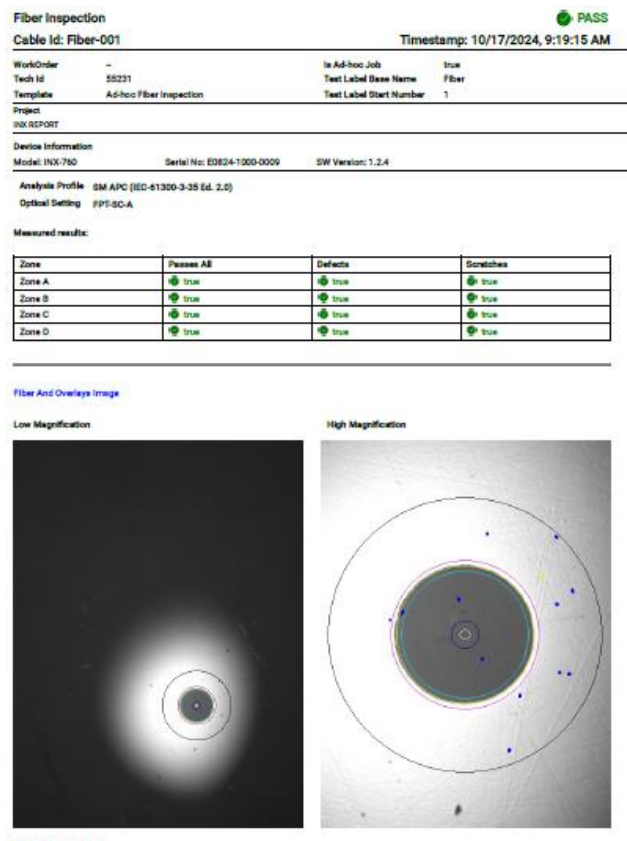 Fiber Inspection PASS
Cable Id: Fiber-001 Timestamp: 10/17/2024, 9:19:15 AM
WorkOrder – Is Ad-hoc Job true
Tech Id 55231 Test Label Base Name Fiber
Template Ad-hoc Fiber Inspection Test Label Start Number 1
Project
INX REPORT
Device Information
Model: INX-760 Serial No: E0824-1000-0009 SW Version: 1.2.4
Analysis Profile SM APC (IEC-61300-3-35 Ed. 2.0)
Optical Setting FPT-SC-A
Measured results:
Zone Passes All Defects Scratches
Zone A true true true
Zone B true true true
Zone C true true true
Zone D true true true
Fiber And Overlays Image
Low Magnification High Magnification